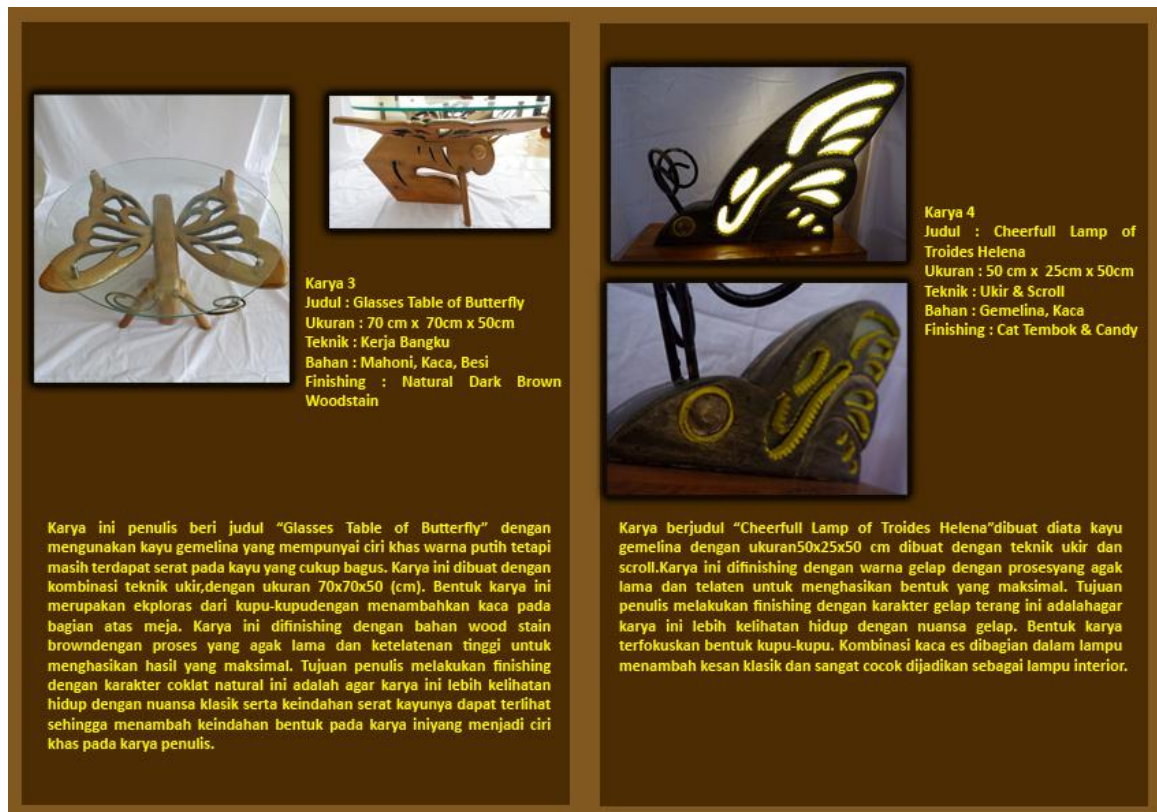 Karya 3
Judul : Glasses Table of Butterfly
Ukuran : 70 cm x 70cm x 50cm
Teknik : Kerja Bangku
Bahan : Mahoni, Kaca, Besi
Finishing : Natural Dark Brown
Woodstain
Karya ini penulis beri judul “Glasses Table of Butterfly” dengan
mengunakan kayu gemelina yang mempunyai ciri khas warna putih tetapi
masih terdapat serat pada kayu yang cukup bagus. Karya ini dibuat dengan
kombinasi teknik ukir,dengan ukuran 70x70x50 (cm). Bentuk karya ini
merupakan ekploras dari kupu-kupudengan menambahkan kaca pada
bagian atas meja. Karya ini difinishing dengan bahan wood stain
browndengan proses yang agak lama dan ketelatenan tinggi untuk
menghasikan hasil yang maksimal. Tujuan penulis melakukan finishing
dengan karakter coklat natural ini adalah agar karya ini lebih kelihatan
hidup dengan nuansa klasik serta keindahan serat kayunya dapat terlihat
sehingga menambah keindahan bentuk pada karya iniyang menjadi ciri
khas pada karya penulis.
Karya 4
Judul : Cheerfull Lamp of
Troides Helena
Ukuran : 50 cm x 25cm x 50cm
Teknik : Ukir & Scroll
Bahan : Gemelina, Kaca
Finishing : Cat Tembok & Candy
Karya berjudul “Cheerfull Lamp of Troides Helena”dibuat diata kayu
gemelina dengan ukuran50x25x50 cm dibuat dengan teknik ukir dan
scroll.Karya ini difinishing dengan warna gelap dengan prosesyang agak
lama dan telaten untuk menghasikan bentuk yang maksimal. Tujuan
penulis melakukan finishing dengan karakter gelap terang ini adalahagar
karya ini lebih kelihatan hidup dengan nuansa gelap. Bentuk karya
terfokuskan bentuk kupu-kupu. Kombinasi kaca es dibagian dalam lampu
menambah kesan klasik dan sangat cocok dijadikan sebagai lampu interior.